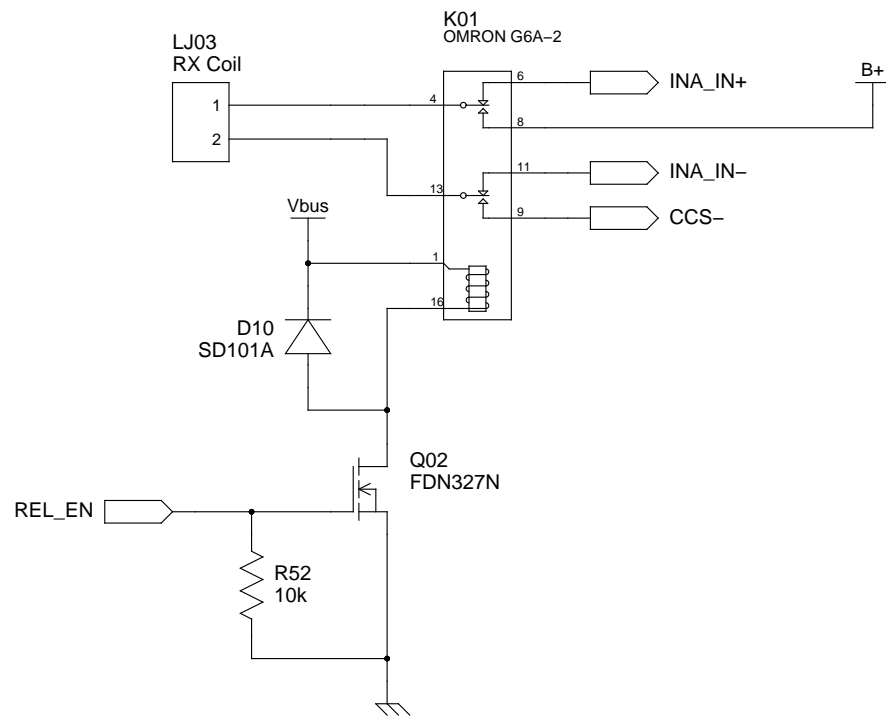 K01
OMRON G6A−2
LJ03
RX Coil
1
2
4
6
INA_IN+
B+
8
13
11
INA_IN−
9
CCS−
Vbus
1
16
D10
SD101A
Q02
FDN327N
REL_EN
R52
10k